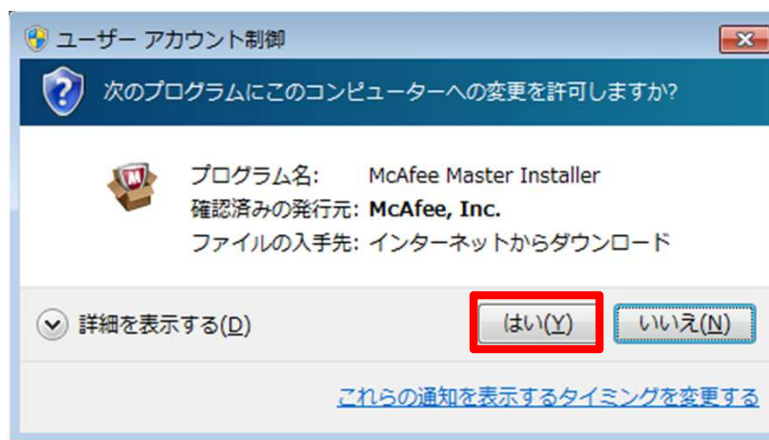 ユーザー アカウント制御
次のプログラムにこのコンピューターへの変更を許可しますか?
プログラム名: McAfee Master Installer
確認済みの発行元: McAfee, Inc.
ファイルの入手先: インターネットからダウンロード
詳細を表示する(D) はい(Y) いいえ(N)
これらの通知を表示するタイミングを変更する